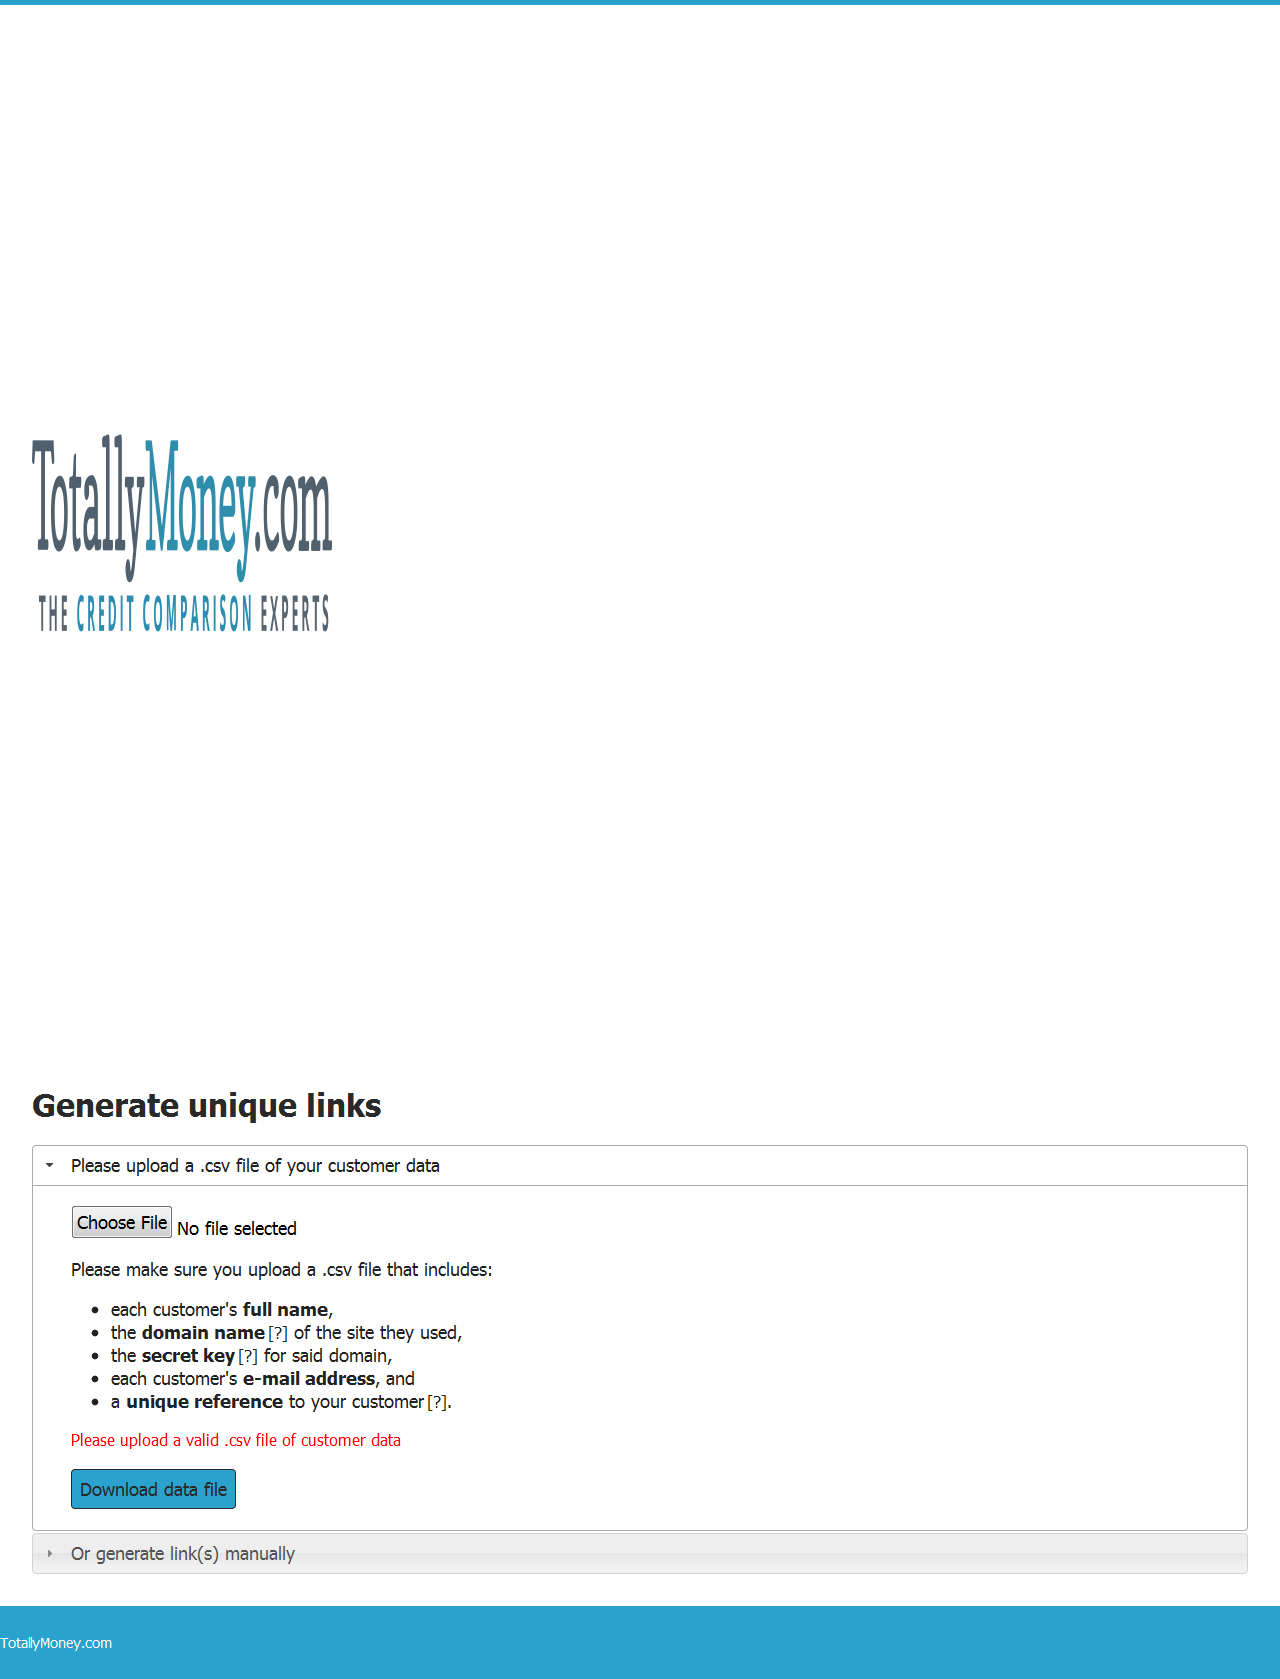 TotallyMoney.com
THE CREDIT COMPARISON EXPERTS
Generate unique links
Please upload a .csv file of your customer data
Choose File No file selected
Please make sure you upload a .csv file that includes:
• each customer's full name,
• the domain name[?] of the site they used,
• the secret key[?] for said domain,
• each customer's e-mail address, and
• a unique reference to your customer[?].
Please upload a valid .csv file of customer data
Download data file
Or generate link(s) manually
TotallyMoney.com